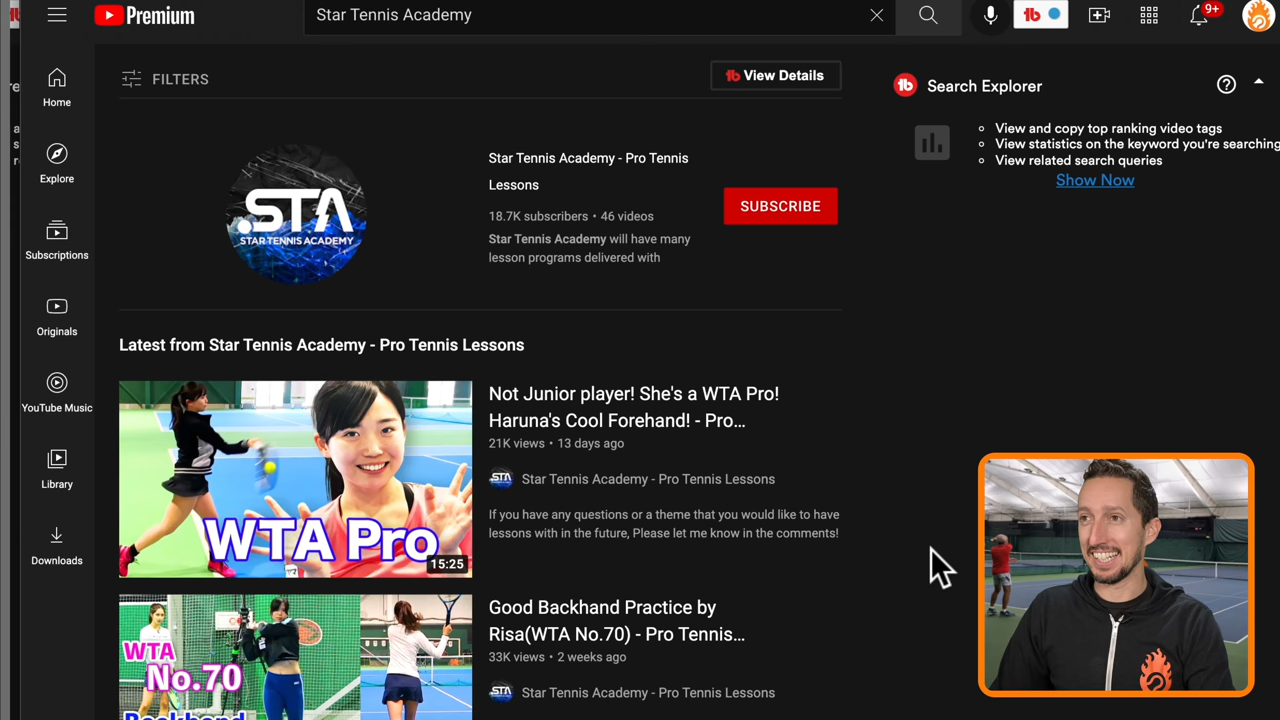 Premium
Star Tennis Academy
9+
Home
Explore
Subscriptions
Originals
YouTube Music
Library
Downloads
FILTERS
View Details
.STA
STAR TENNIS ACADEMY
Star Tennis Academy - Pro Tennis
Lessons
18.7K subscribers • 46 videos
Star Tennis Academy will have many
lesson programs delivered with
SUBSCRIBE
Latest from Star Tennis Academy - Pro Tennis Lessons
WTA Pro
15:25
Not Junior player! She's a WTA Pro!
Haruna's Cool Forehand! - Pro...
21K views • 13 days ago
STA
Star Tennis Academy - Pro Tennis Lessons
If you have any questions or a theme that you would like to have
lessons with in the future, Please let me know in the comments!
WTA
No.70
Backhand
Good Backhand Practice by
Risa(WTA No.70) - Pro Tennis...
33K views • 2 weeks ago
STA
Star Tennis Academy - Pro Tennis Lessons
Search Explorer
View and copy top ranking video tags
View statistics on the keyword you're searching
View related search queries
Show Now